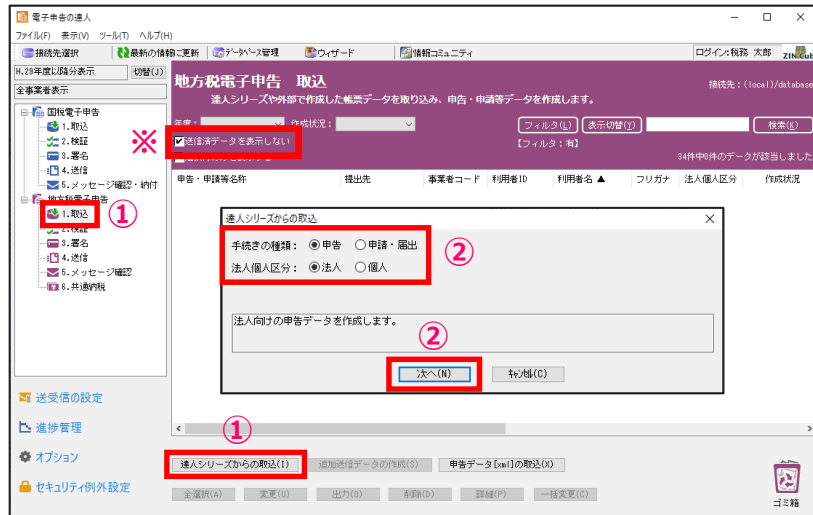 電子申告の達人
ファイル(F) 表示(V) ツール(T) ヘルプ(H)
接続先選択 最新の情報に更新 データベース管理 ウィザード 情報コミュニティ ログイン:税務 太郎
H.29年度以降分表示 切替(J)
全事業者表示
国税電子申告
1.取込
2.検証
3.署名
4.送信
5.メッセージ確認・納付
地方税電子申告
1.取込
2.検証
3.署名
4.送信
5.メッセージ確認
6.共通納税
①
※
地方税電子申告 取込
接続先:(local)/database
達人シリーズや外部で作成した帳票データを取り込み、申告・申請等データを作成します。
年度: 作成状況: フィルタ(L) 表示切替(Y) 検索(K)
送信済データを表示しない
【フィルタ:有】
34件中0件のデータが該当しました
申告・申請等名称 提出先 事業者コード 利用者ID 利用者名 ▲ フリガナ 法人個人区分 作成状況
達人シリーズからの取込
手続きの種類: 申告 申請・届出
法人個人区分: 法人 個人
②
法人向けの申告データを作成します。
②
次へ(N) キャンセル(C)
送受信の設定
進捗管理
オプション
セキュリティ例外設定
①
達人シリーズからの取込(I) 追加送信データの作成(S) 申告データ[xml]の取込(X)
全選択(A) 変更(U) 出力(O) 削除(D) 詳細(P) 一括変更(C)
ゴミ箱